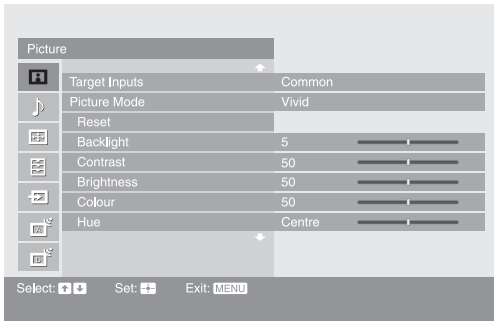 Picture
Target Inputs Common
Picture Mode Vivid
Reset
Backlight 5
Contrast 50
Brightness 50
Colour 50
Hue Centre
Select: Set: Exit: MENU